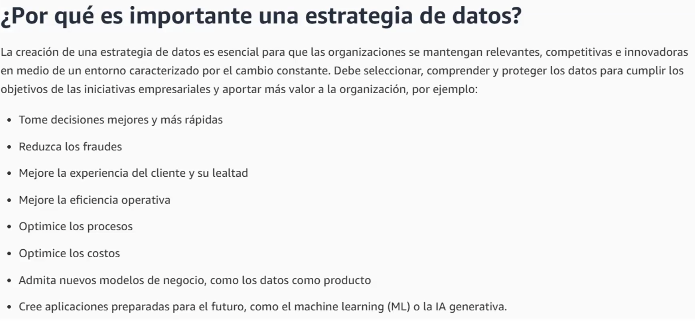 ¿Por qué es importante una estrategia de datos?
La creación de una estrategia de datos es esencial para que las organizaciones se mantengan relevantes, competitivas e innovadoras
en medio de un entorno caracterizado por el cambio constante. Debe seleccionar, comprender y proteger los datos para cumplir los
objetivos de las iniciativas empresariales y aportar más valor a la organización, por ejemplo:
• Tome decisiones mejores y más rápidas
• Reduzca los fraudes
• Mejore la experiencia del cliente y su lealtad
• Mejore la eficiencia operativa
• Optimice los procesos
• Optimice los costos
• Admita nuevos modelos de negocio, como los datos como producto
• Cree aplicaciones preparadas para el futuro, como el machine learning (ML) o la IA generativa.